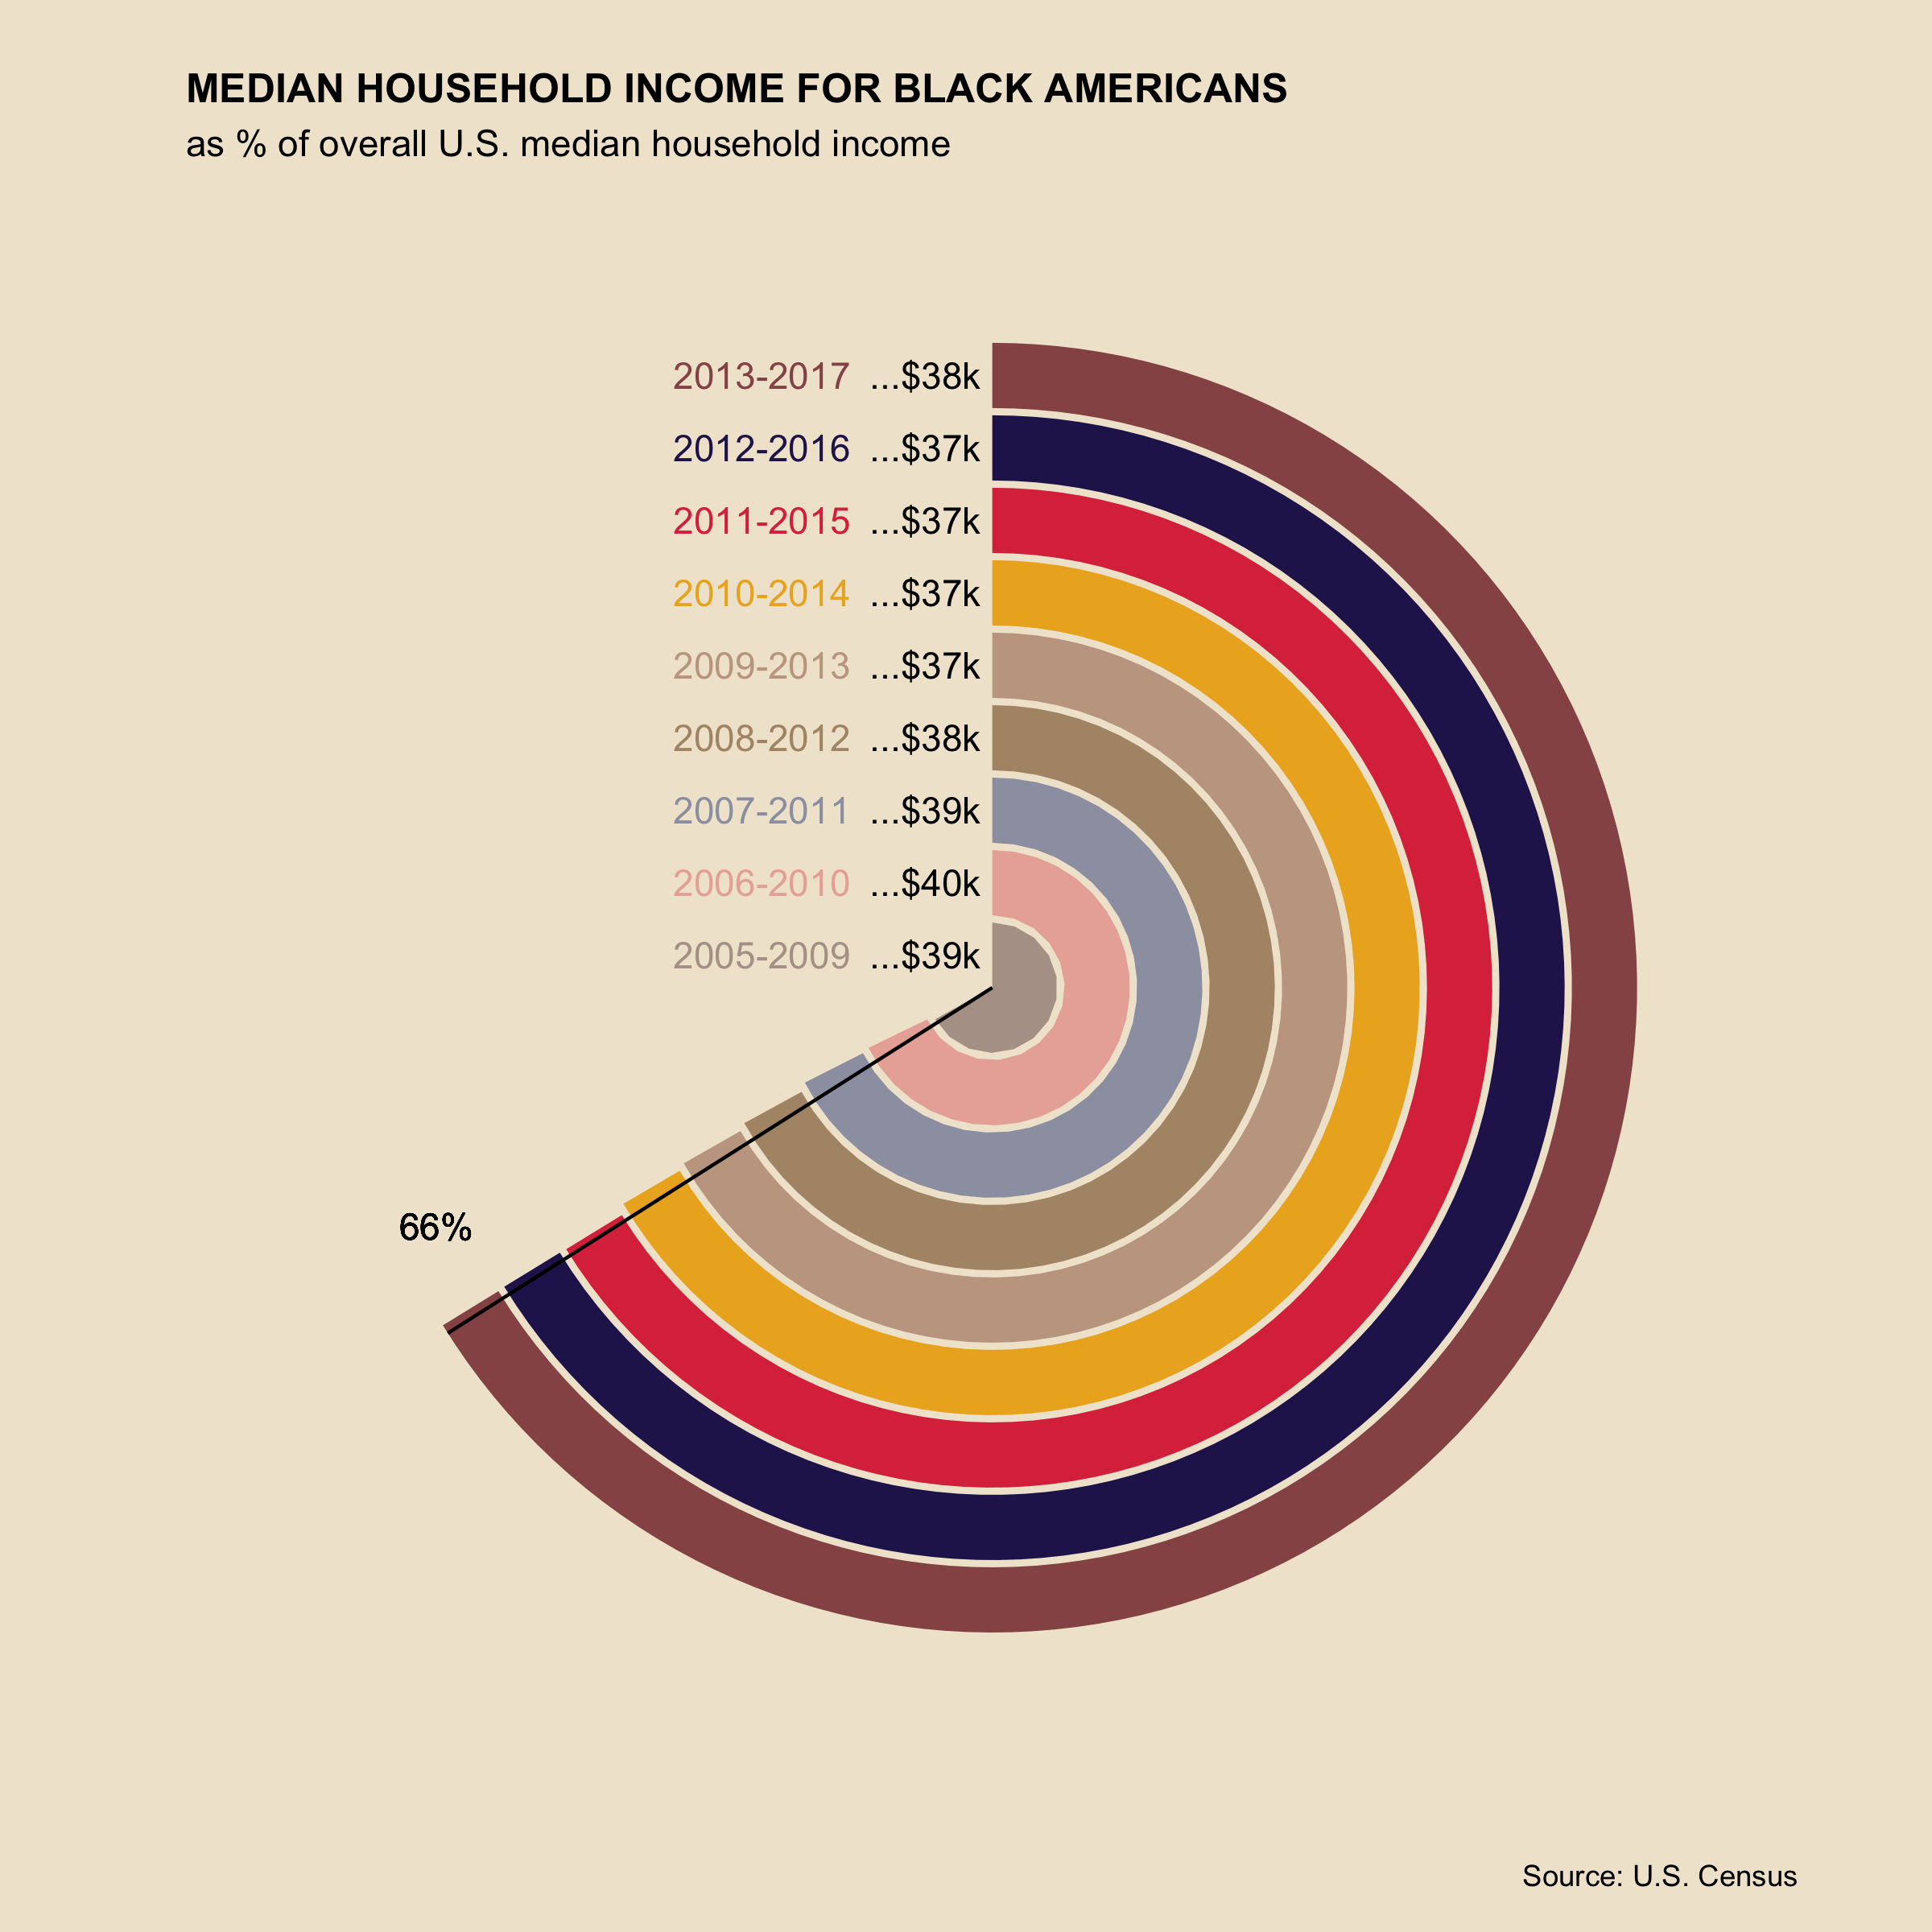 MEDIAN HOUSEHOLD INCOME FOR BLACK AMERICANS
as % of overall U.S. median household income
2013-2017 ...$38k
2012-2016 ...$37k
2011-2015 ...$37k
2010-2014 ...$37k
2009-2013 ...$37k
2008-2012 ...$38k
2007-2011 ...$39k
2006-2010 ...$40k
2005-2009 ...$39k
66%
Source: U.S. Census